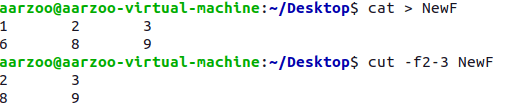 aarzoo@aarzoo-virtual-machine:~/Desktop$ cat > NewF
1	2	3
6	8	9
aarzoo@aarzoo-virtual-machine:~/Desktop$ cut -f2-3 NewF
2	3
8	9